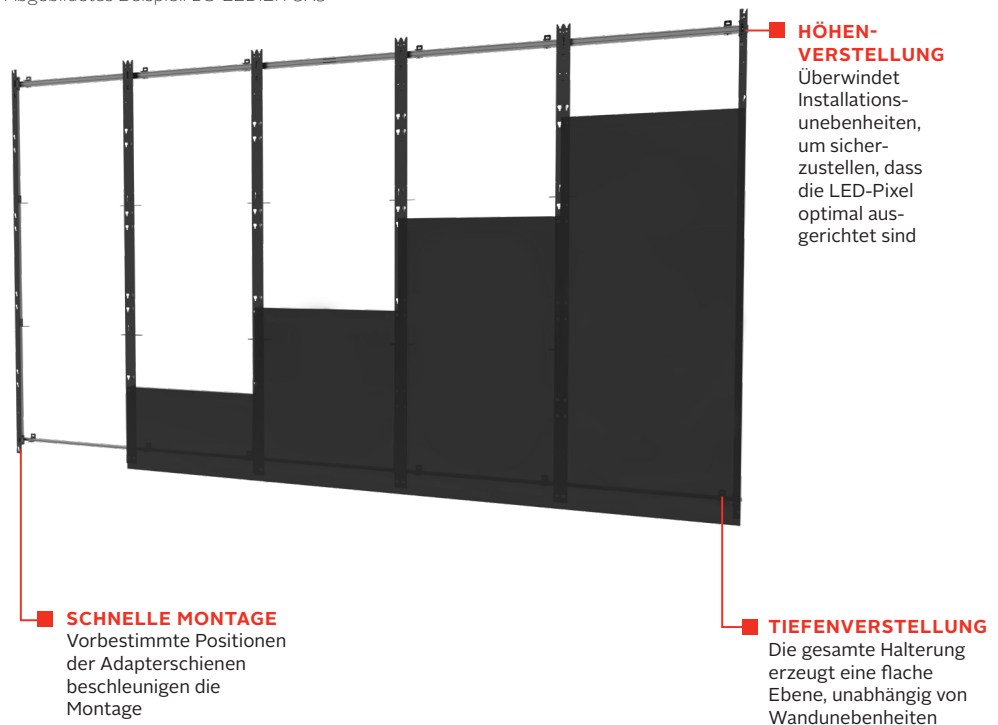 HÖHEN-
VERSTELLUNG
Überwindet
Installations-
unebenheiten,
um sicher-
zustellen, dass
die LED-Pixel
optimal aus-
gerichtet sind
SCHNELLE MONTAGE
Vorbestimmte Positionen
der Adapterschienen
beschleunigen die
Montage
TIEFENVERSTELLUNG
Die gesamte Halterung
erzeugt eine flache
Ebene, unabhängig von
Wandunebenheiten